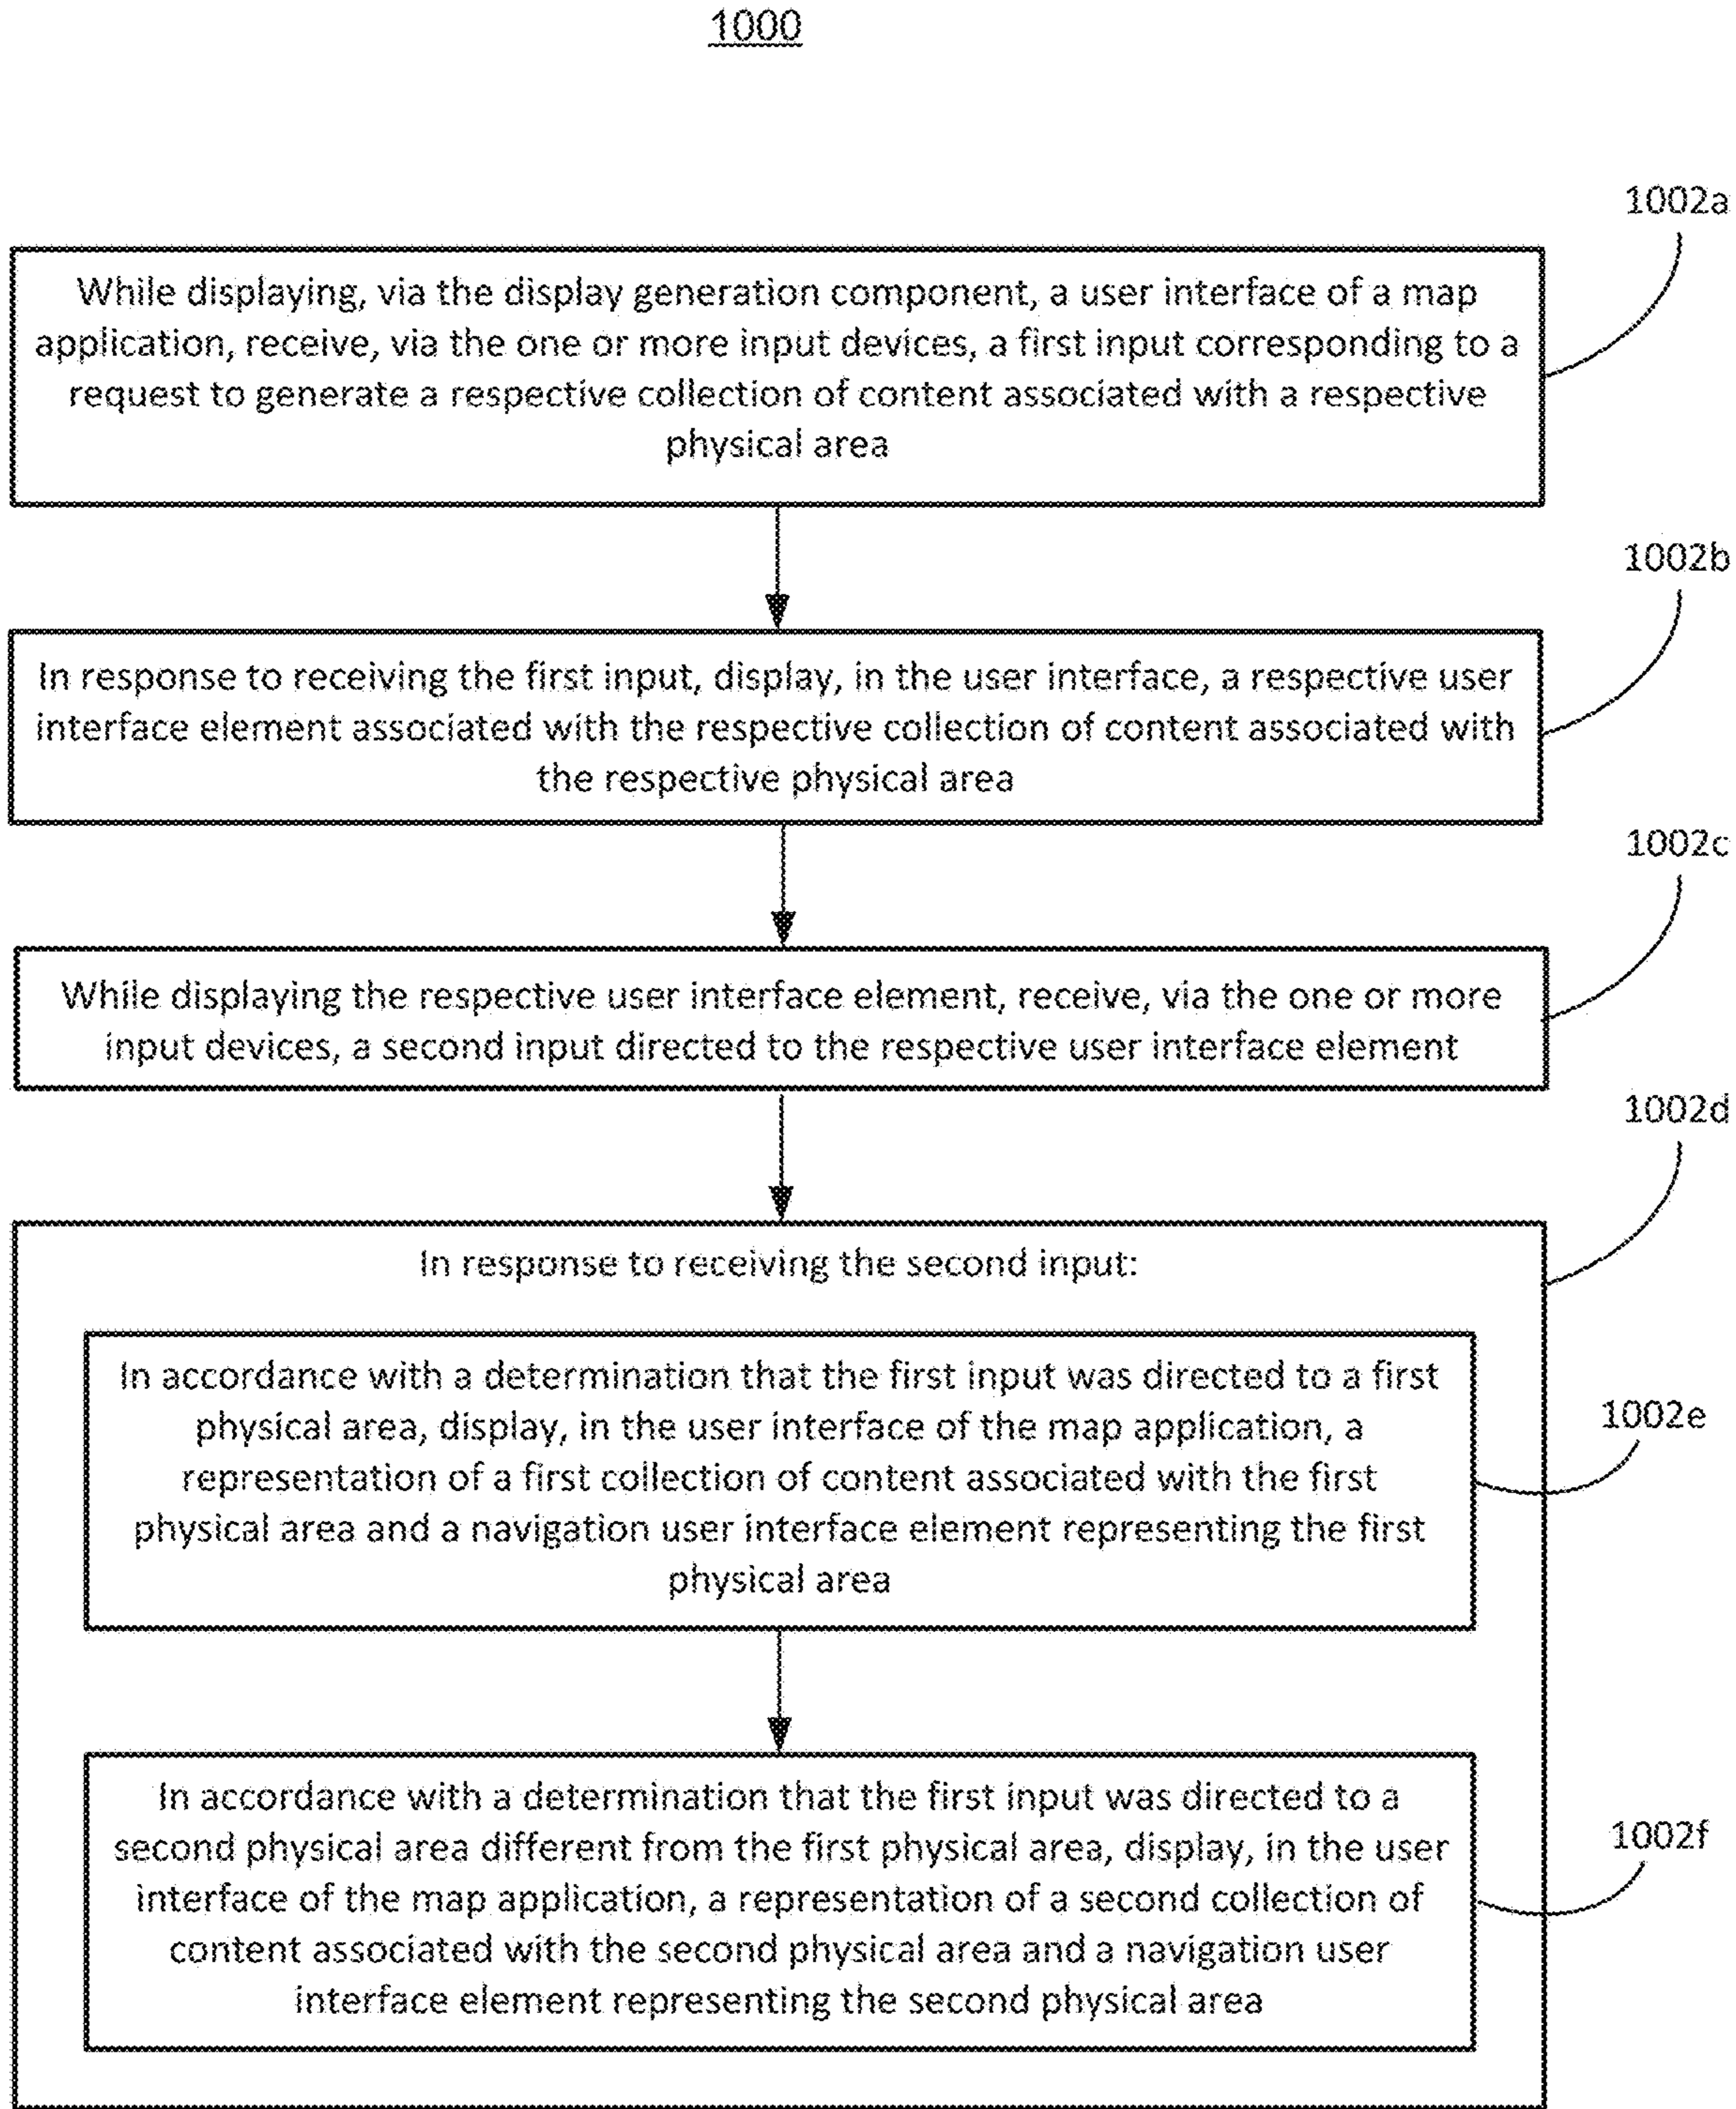 1000
1002a
While displaying, via the display generation component, a user interface of a map
application, receive, via the one or more input devices, a first input corresponding to a
request to generate a respective collection of content associated with a respective
physical area
1002b
In response to receiving the first input, display, in the user interface, a respective user
interface element associated with the respective collection of content associated with
the respective physical area
1002c
While displaying the respective user interface element, receive, via the one or more
input devices, a second input directed to the respective user interface element
1002d
In response to receiving the second input:
In accordance with a determination that the first input was directed to a first
physical area, display, in the user interface of the map application, a
representation of a first collection of content associated with the first
physical area and a navigation user interface element representing the first
physical area
1002e
In accordance with a determination that the first input was directed to a
second physical area different from the first physical area, display, in the user
interface of the map application, a representation of a second collection of
content associated with the second physical area and a navigation user
interface element representing the second physical area
1002f